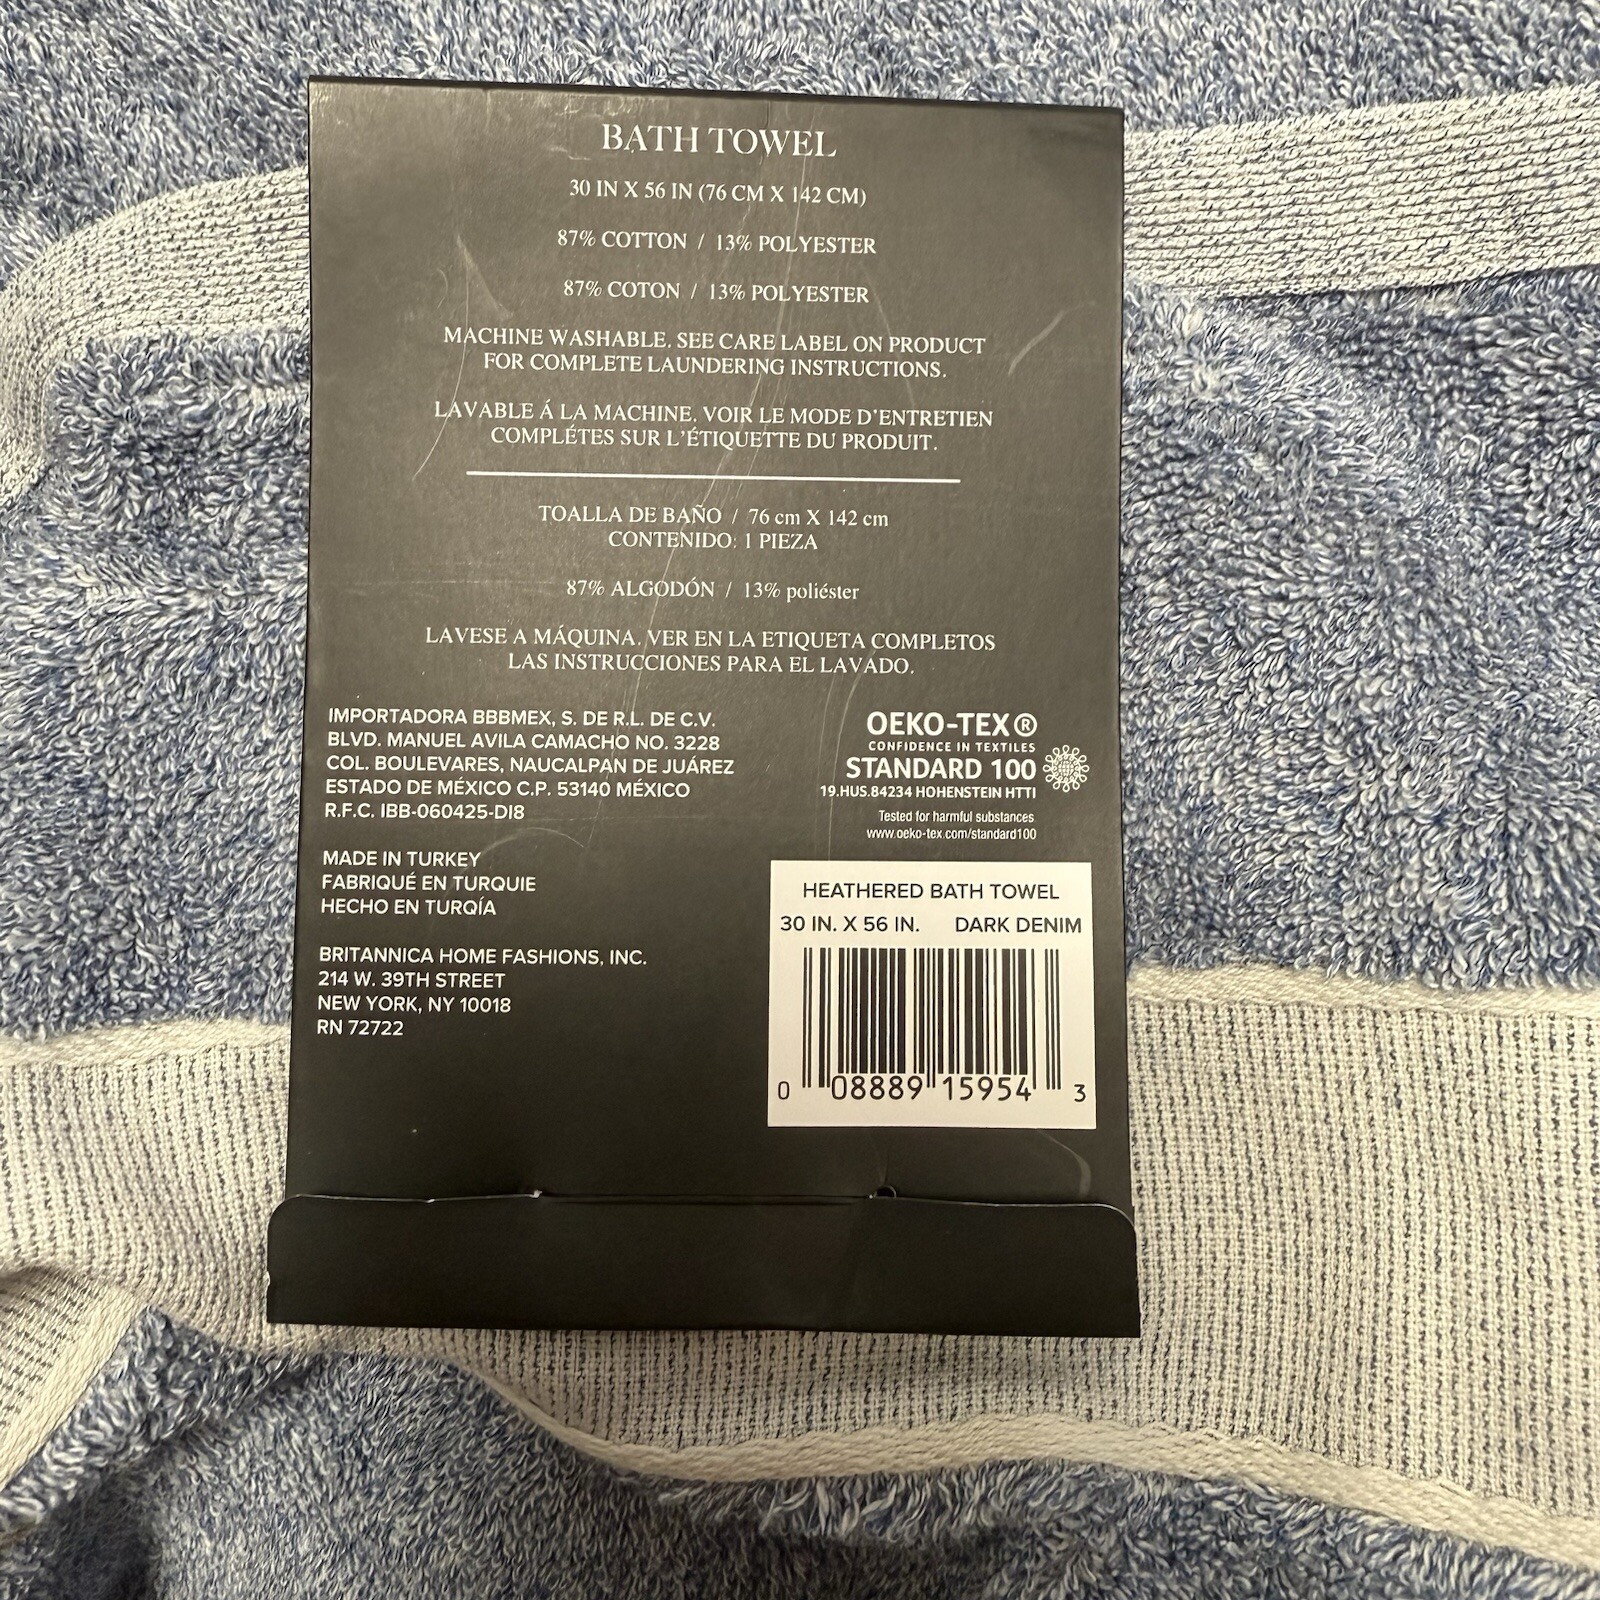 BATH TOWEL
30 IN X 56 IN (76 CM X 142 CM)
87% COTTON / 13% POLYESTER
87% COTON / 13% POLYESTER
MACHINE WASHABLE. SEE CARE LABEL ON PRODUCT
FOR COMPLETE LAUNDERING INSTRUCTIONS.
LAVABLE Á LA MACHINE. VOIR LE MODE D'ENTRETIEN
COMPLÉTES SUR L'ÉTIQUETTE DU PRODUIT.
TOALLA DE BAÑO / 76 cm X 142 cm
CONTENIDO: 1 PIEZA
87% ALGODÓN / 13% poliéster
LAVESE A MÁQUINA. VER EN LA ETIQUETA COMPLETOS
LAS INSTRUCCIONES PARA EL LAVADO.
IMPORTADORA BBBMEX, S. DE R.L. DE C.V.
BLVD. MANUEL AVILA CAMACHO NO. 3228
COL. BOULEVARES, NAUCALPAN DE JUÁREZ
ESTADO DE MÉXICO C.P. 53140 MÉXICO
R.F.C. IBB-060425-DI8
MADE IN TURKEY
FABRIQUÉ EN TURQUIE
HECHO EN TURQÍA
BRITANNICA HOME FASHIONS, INC.
214 W. 39TH STREET
NEW YORK, NY 10018
RN 72722
OEKO-TEX®
CONFIDENCE IN TEXTILES
STANDARD 100
19.HUS.84234 HOHENSTEIN HTTI
Tested for harmful substances
www.oeko-tex.com/standard100
HEATHERED BATH TOWEL
30 IN. X 56 IN. DARK DENIM
0 08889 15954 3